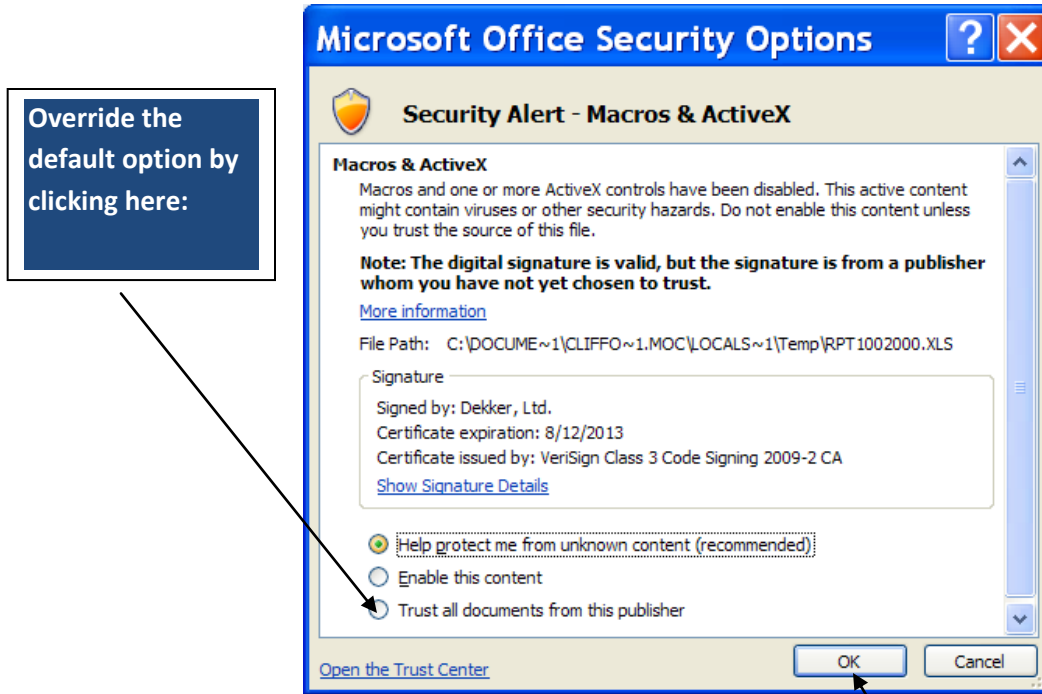 Override the
default option by
clicking here:
Microsoft Office Security Options
?
Security Alert - Macros & ActiveX
Macros & ActiveX
Macros and one or more ActiveX controls have been disabled. This active content
might contain viruses or other security hazards. Do not enable this content unless
you trust the source of this file.
Note: The digital signature is valid, but the signature is from a publisher
whom you have not yet chosen to trust.
More information
File Path: C:\DOCUME~1\CLIFFO~1.MOC\LOCALS~1\Temp\RPT1002000.XLS
Signature
Signed by: Dekker, Ltd.
Certificate expiration: 8/12/2013
Certificate issued by: VeriSign Class 3 Code Signing 2009-2 CA
Show Signature Details
Help protect me from unknown content (recommended)
Enable this content
Trust all documents from this publisher
Open the Trust Center
OK
Cancel